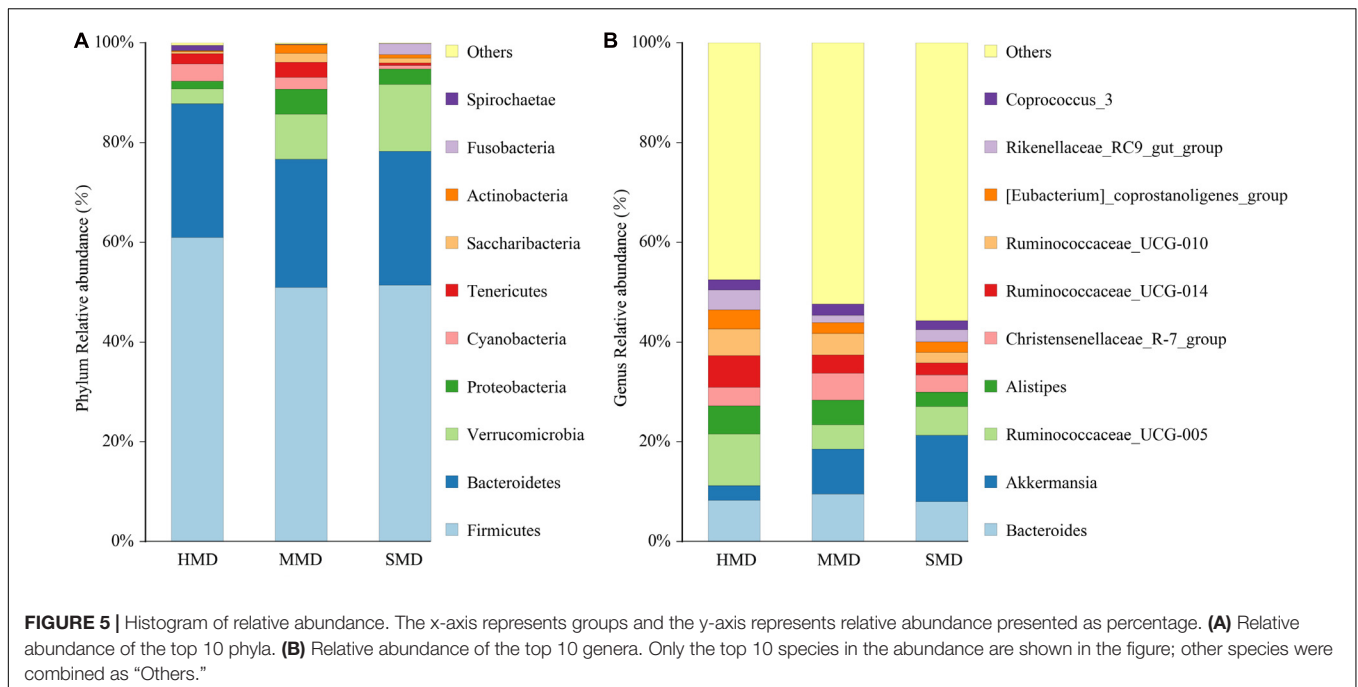 A
B
Phylum Relative abundance (%)
100%
80%
60%
40%
20%
0%
HMD MMD SMD
Others
Spirochaetae
Fusobacteria
Actinobacteria
Saccharibacteria
Tenericutes
Cyanobacteria
Proteobacteria
Verrucomicrobia
Bacteroidetes
Firmicutes
Genus Relative abundance (%)
100%
80%
60%
40%
20%
0%
HMD MMD SMD
Others
Coprococcus_3
Rikenellaceae_RC9_gut_group
[Eubacterium]_coprostanoligenes_group
Ruminococcaceae_UCG-010
Ruminococcaceae_UCG-014
Christensenellaceae_R-7_group
Alistipes
Ruminococcaceae_UCG-005
Akkermansia
Bacteroides
FIGURE 5 | Histogram of relative abundance. The x-axis represents groups and the y-axis represents relative abundance presented as percentage. (A) Relative
abundance of the top 10 phyla. (B) Relative abundance of the top 10 genera. Only the top 10 species in the abundance are shown in the figure; other species were
combined as “Others.”